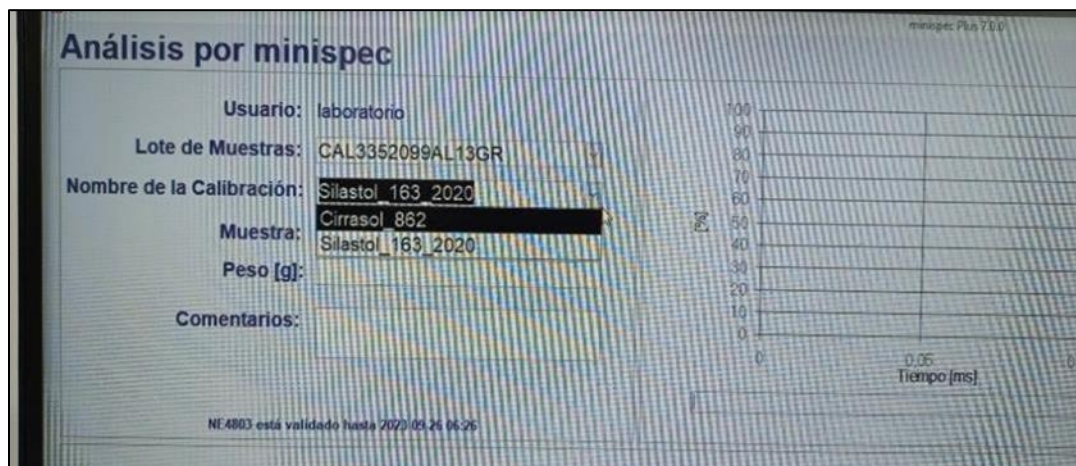 minispec Plus 7.0.0
Análisis por minispec
Usuario: laboratorio
Lote de Muestras: CAL3352099AL13GR
Nombre de la Calibración: Silastol_163_2020
Cirrasol_862
Muestra:
Silastol_163_2020
Peso [g]:
Comentarios:
NE4803 está validado hasta 2023 09 26 06:26
100
90
80
70
60
50
40
30
20
10
0
0
0,05
Tiempo [ms]